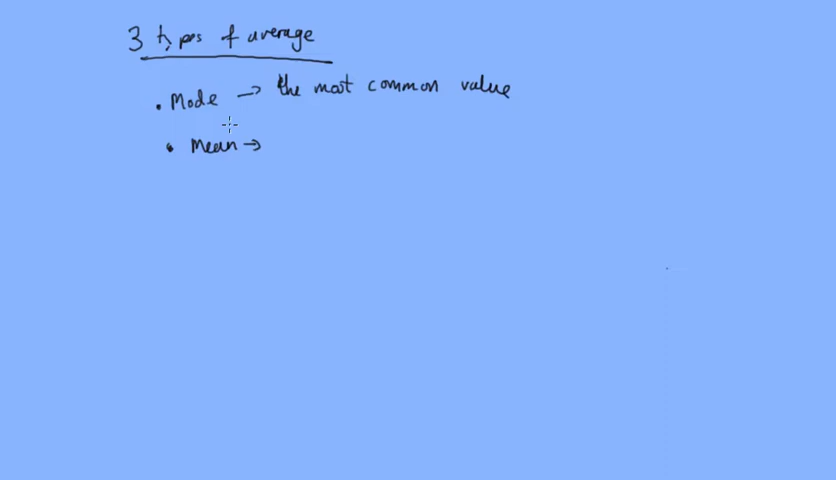 3 types of average
• Mode → the most common value
• Mean →